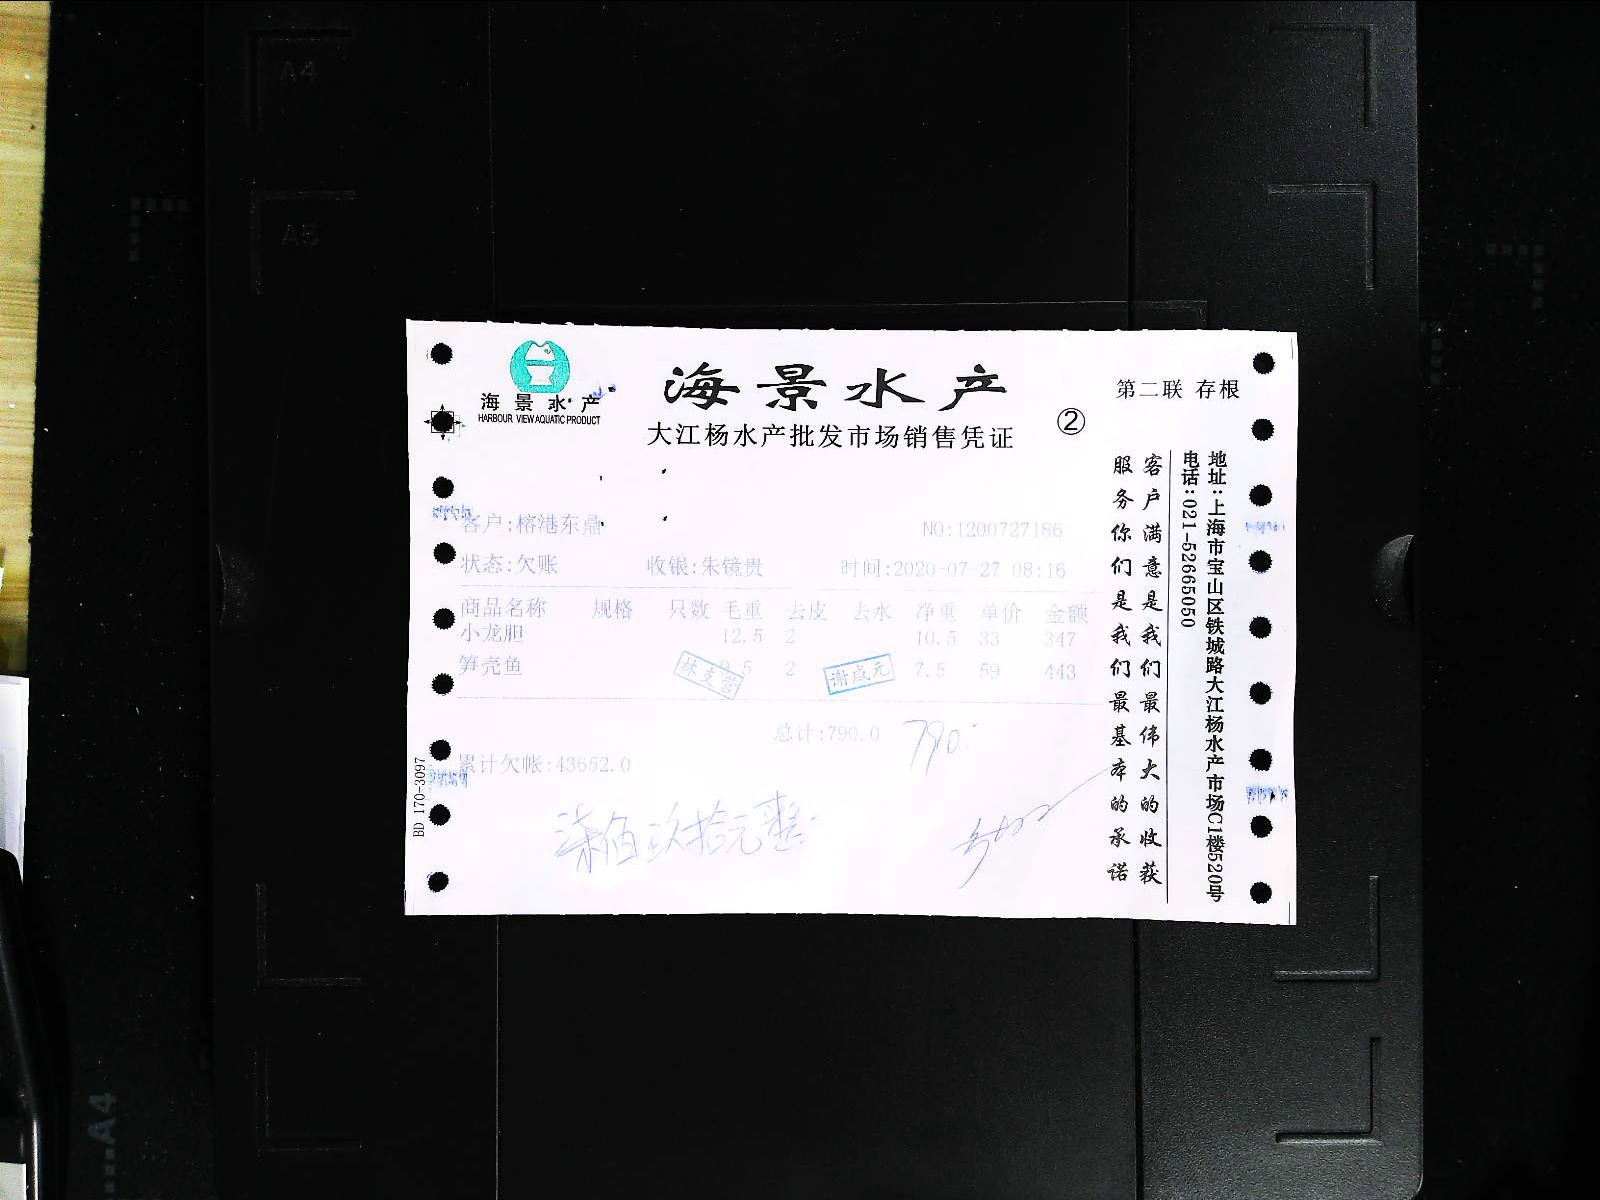 A4
A5
海景水产
HARBOUR VIEW AQUATIC PRODUCT
海景水产
大江杨水产批发市场销售凭证
②
第二联 存根
客户:榕港东鼎
NO:1200727186
状态:欠账 收银:朱镜贵 时间:2020-07-27 08:16
商品名称 规格 只数 毛重 去皮 去水 净重 单价 金额
小龙胆 12.5 2 10.5 33 347
笋壳鱼 9.5 2 7.5 59 443
谢成元
总计:790.0
790.
累计欠帐:43652.0
柒佰玖拾元整
客户满意是我们最伟大的收获
服务你们是我们最基本的承诺
地址:上海市宝山区铁城路大江杨水产市场C1楼520号
电话:021-52665050
BD 170-3097
A4